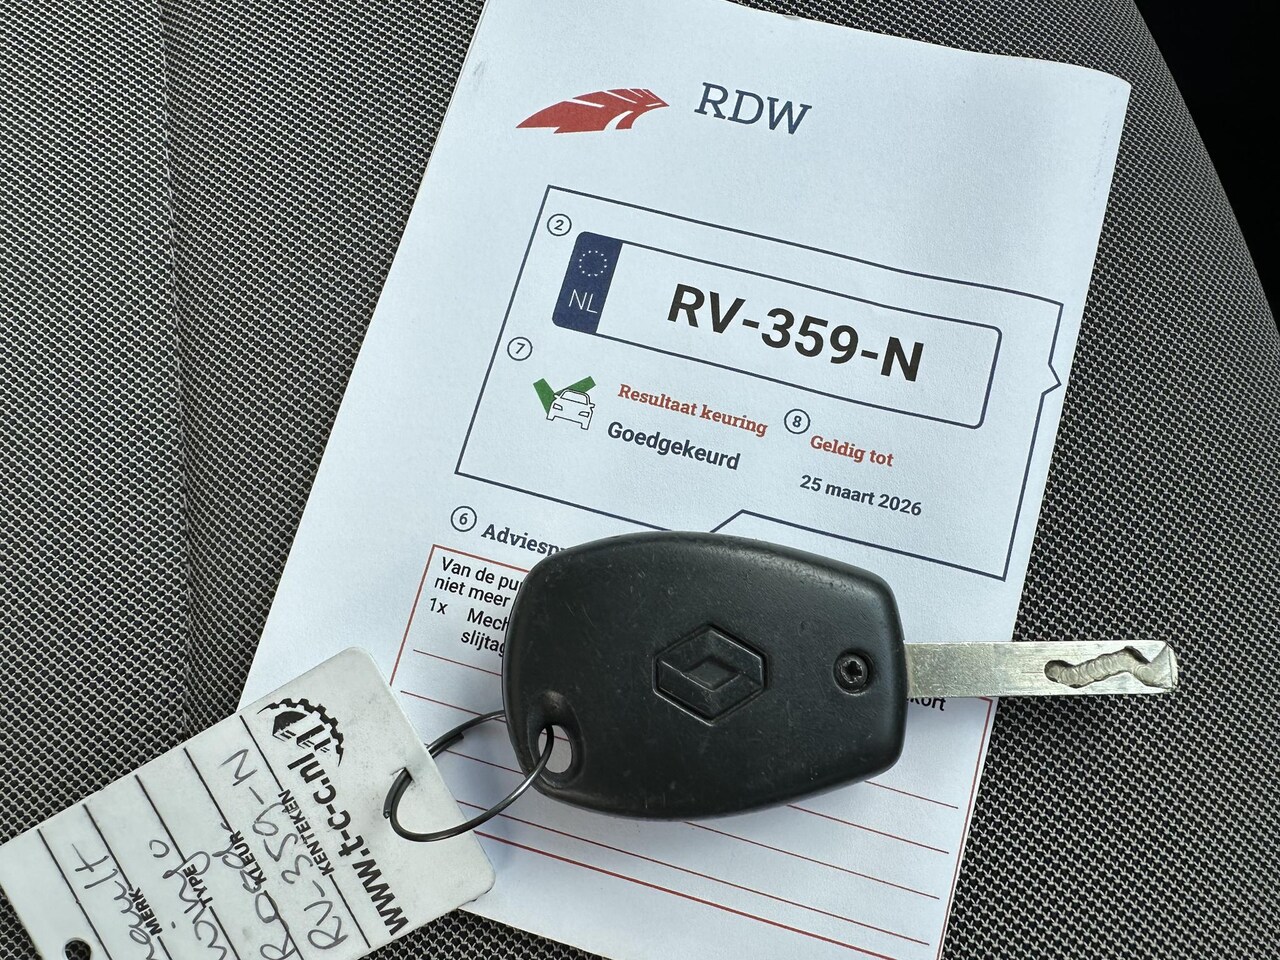 RDW
2
NL
RV-359-N
7
Resultaat keuring
Goedgekeurd
8
Geldig tot
25 maart 2026
6
Van de
niet meer
1x
www.t-c-c.nl
KENTEKEN RV-359-N
KLEUR
TYPE
MERK